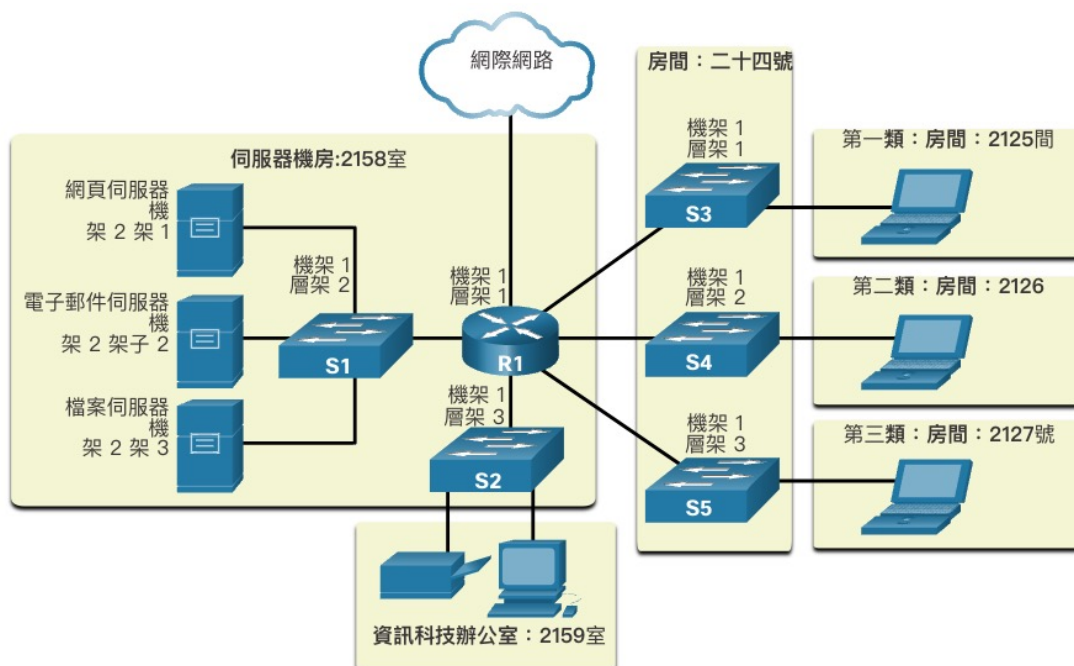 網際網路
伺服器機房:2158室
網頁伺服器
機
架 2 架 1
電子郵件伺服器
機
架 2 架子 2
檔案伺服器
機
架 2 架 3
機架 1
層架 2
S1
機架 1
層架 1
R1
機架 1
層架 3
S2
資訊科技辦公室：2159室
房間：二十四號
機架 1
層架 1
S3
機架 1
層架 2
S4
機架 1
層架 3
S5
第一類：房間：2125間
第二類：房間：2126
第三類：房間：2127號